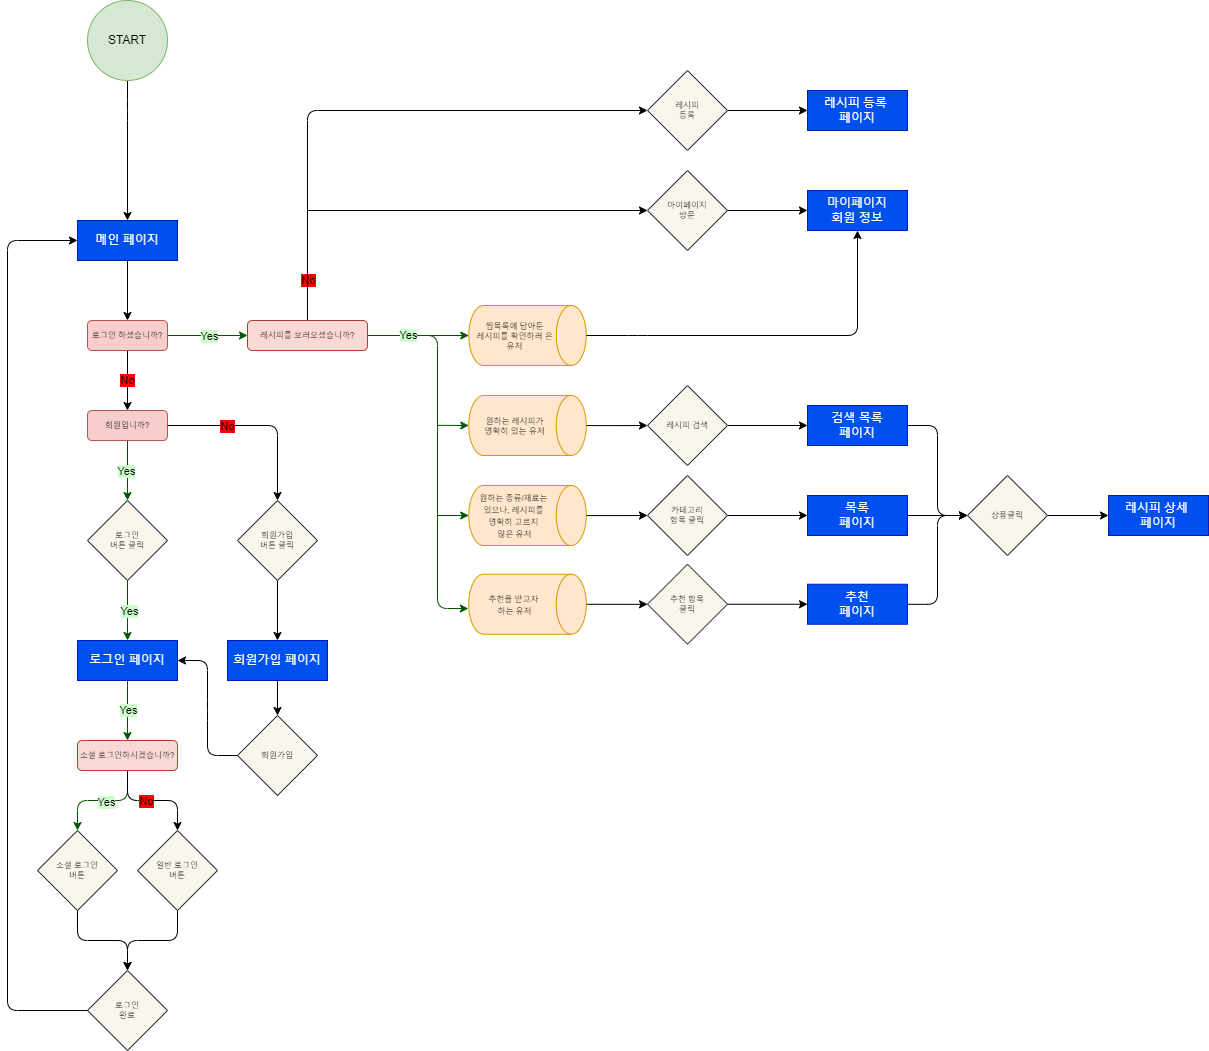 START
레시피
등록
레시피 등록
페이지
마이페이지
방문
마이페이지
회원 정보
메인 페이지
No
로그인 하셨습니까?
Yes
레시피를 보러오셨습니까?
Yes
찜목록에 담아둔
레시피를 확인하러 온
유저
No
회원입니까?
No
원하는 레시피가
명확히 있는 유저
레시피 검색
검색 목록
페이지
Yes
원하는 종류/재료는
있으나, 레시피를
명확히 고르지
않은 유저
카테고리
항목 클릭
목록
페이지
상품클릭
레시피 상세
페이지
로그인
버튼 클릭
회원가입
버튼 클릭
추천을 받고자
하는 유저
추천 항목
클릭
추천
페이지
Yes
로그인 페이지
회원가입 페이지
Yes
소셜 로그인하시겠습니까?
회원가입
Yes
No
소셜 로그인
버튼
일반 로그인
버튼
로그인
완료